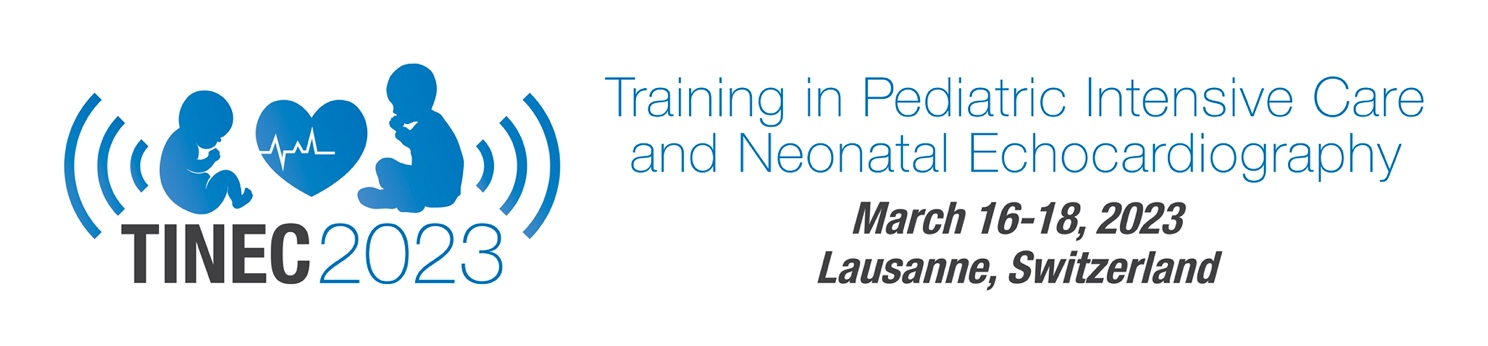 TINEC2023
Training in Pediatric Intensive Care
and Neonatal Echocardiography
March 16-18, 2023
Lausanne, Switzerland